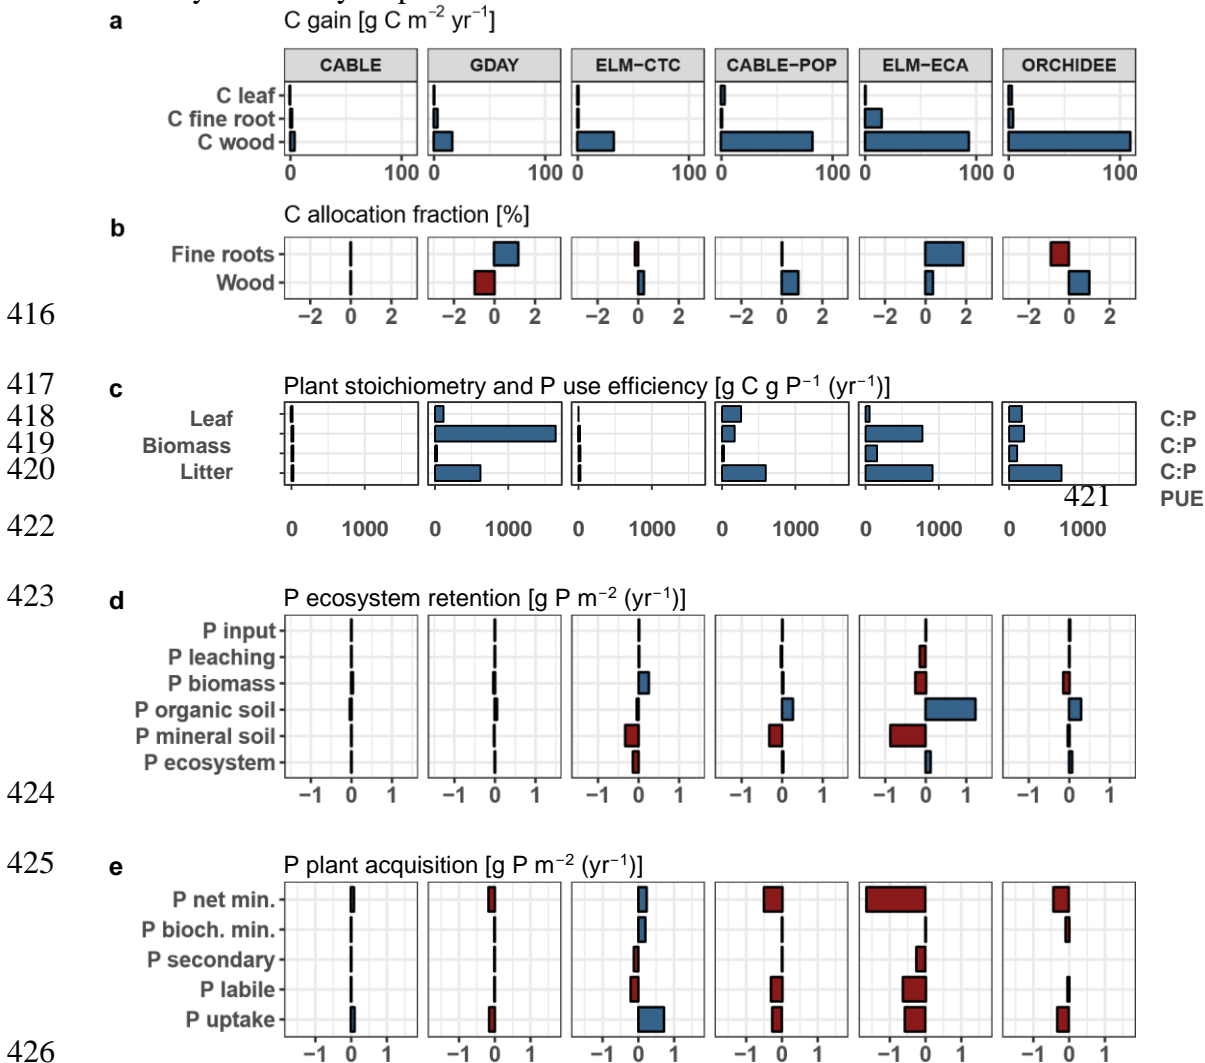 a C gain [g C m−2 yr−1]
CABLE GDAY ELM−CTC CABLE−POP ELM−ECA ORCHIDEE
C leaf
C fine root
C wood
0 100 0 100 0 100 0 100 0 100 0 100
b C allocation fraction [%]
Fine roots
Wood
416 −2 0 2 −2 0 2 −2 0 2 −2 0 2 −2 0 2 −2 0 2
417 c Plant stoichiometry and P use efficiency [g C g P−1 (yr−1)]
418 Leaf C:P
419 Biomass C:P
420 Litter C:P
421 PUE
422 0 1000 0 1000 0 1000 0 1000 0 1000 0 1000
423 d P ecosystem retention [g P m−2 (yr−1)]
P input
P leaching
P biomass
P organic soil
P mineral soil
P ecosystem
424 −1 0 1 −1 0 1 −1 0 1 −1 0 1 −1 0 1 −1 0 1
425 e P plant acquisition [g P m−2 (yr−1)]
P net min.
P bioch. min.
P secondary
P labile
P uptake
426 −1 0 1 −1 0 1 −1 0 1 −1 0 1 −1 0 1 −1 0 1